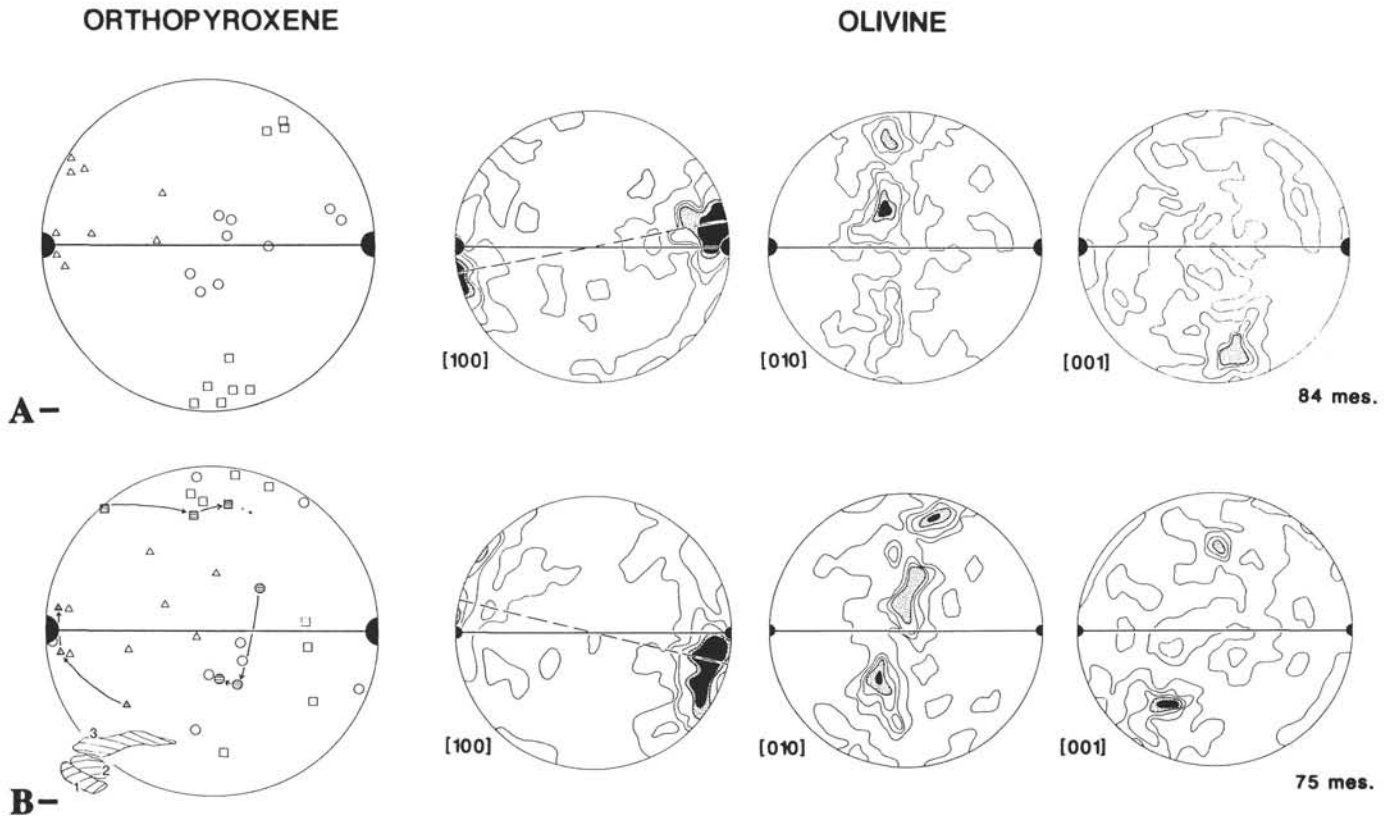 ORTHOPYROXENE
OLIVINE
[100]
[010]
[001]
84 mes.
A–
3
2
1
[100]
[010]
[001]
75 mes.
B–